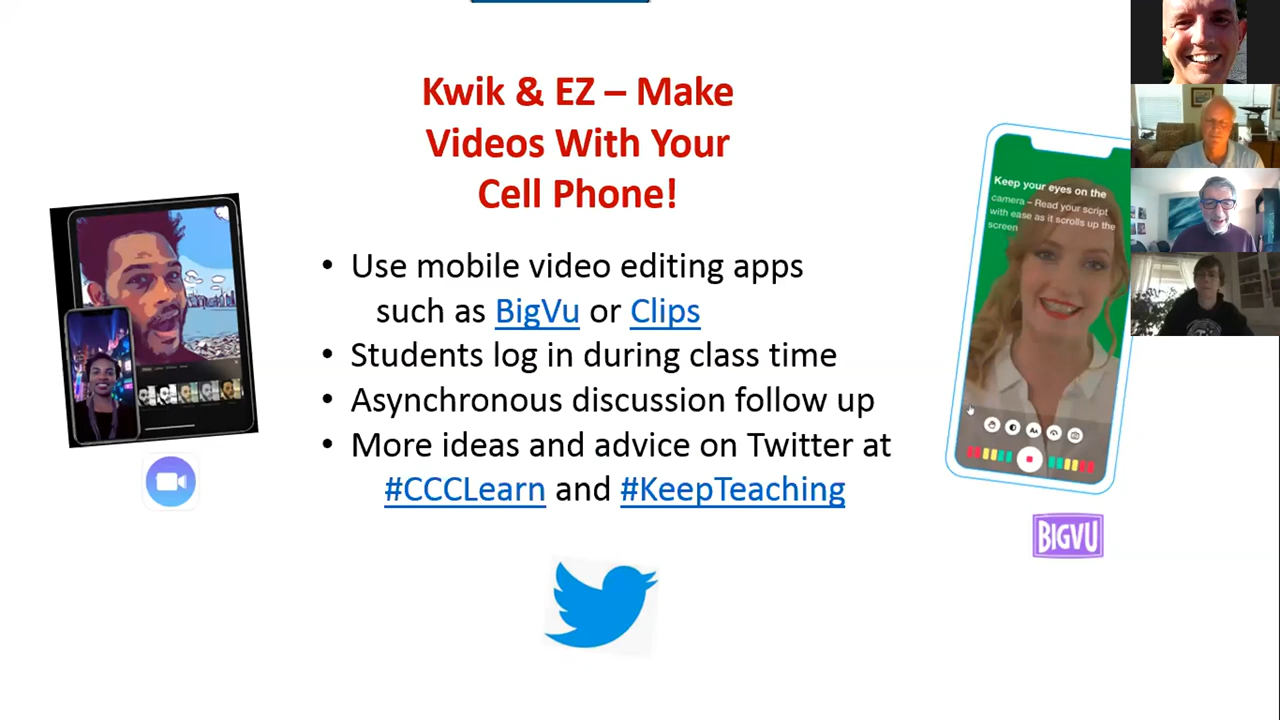 Kwik & EZ – Make
Videos With Your
Cell Phone!
• Use mobile video editing apps
such as BigVu or Clips
• Students log in during class time
• Asynchronous discussion follow up
• More ideas and advice on Twitter at
#CCCLearn and #KeepTeaching
Keep your eyes on the
camera – Read your script
with ease as it scrolls up the
screen
Aa
BIGVU